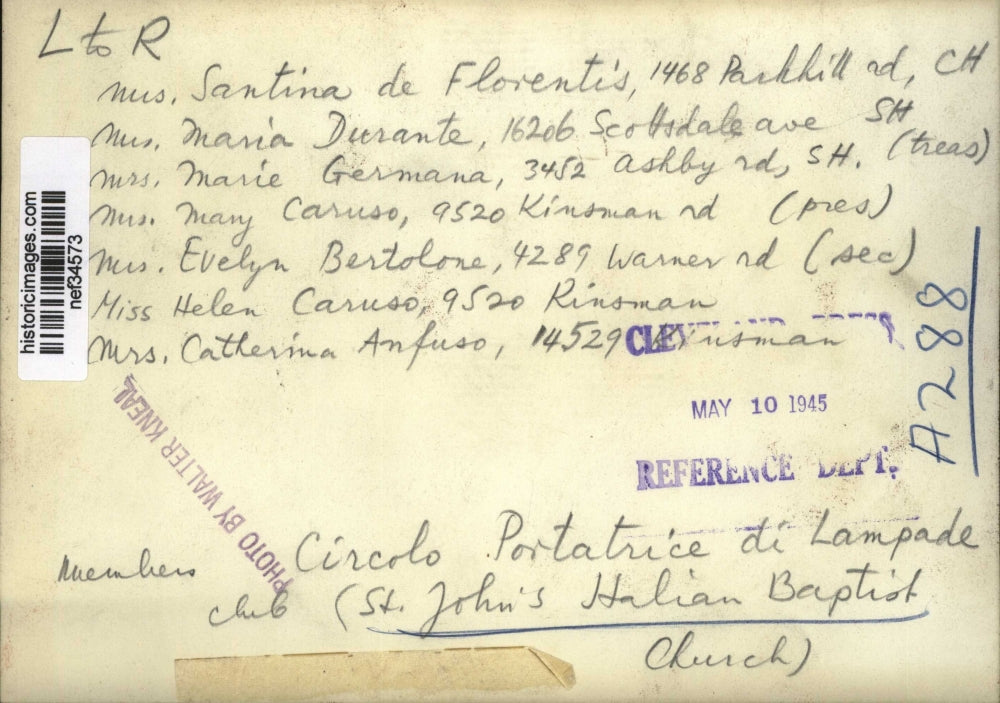 L to R
Mrs. Santina de Florentis, 1468 Parkhill rd, CH
Mrs. Maria Durante, 16206 Scottsdale ave SH
Mrs. Marie Germana, 3452 Ashby rd, SH. (treas)
Mrs. Mary Caruso, 9520 Kinsman rd (pres)
Mrs. Evelyn Bertolone, 4289 Warner rd (sec)
Miss Helen Caruso, 9520 Kinsman
Mrs. Catherina Anfuso, 14529 Kinsman
CLEVELAND PRESS
MAY 10 1945
REFERENCE DEPT.
A288
historicimages.com
nef34573
PHOTO BY WALTER KNEAL
Members Circolo Portatrice di Lampade
club (St. John's Italian Baptist
Church)